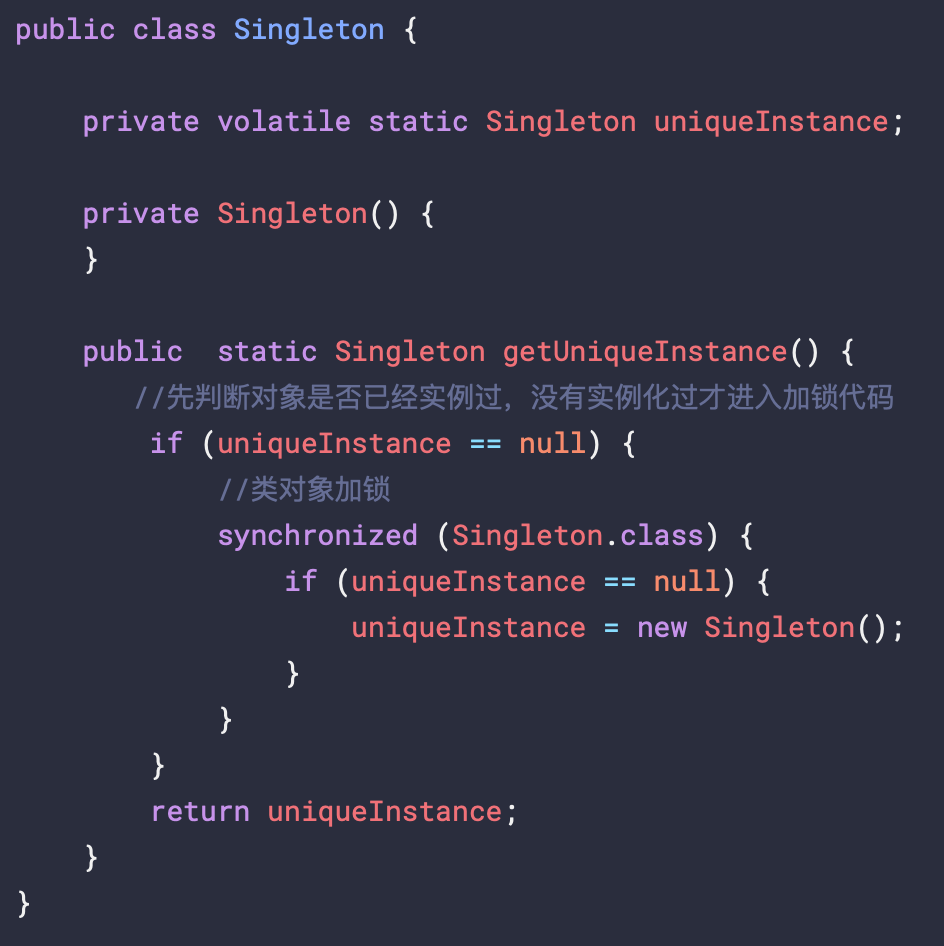 public class Singleton {
    private volatile static Singleton uniqueInstance;
    private Singleton() {
    }
    public  static Singleton getUniqueInstance() {
       //先判断对象是否已经实例过，没有实例化过才进入加锁代码
        if (uniqueInstance == null) {
            //类对象加锁
            synchronized (Singleton.class) {
                if (uniqueInstance == null) {
                    uniqueInstance = new Singleton();
                }
            }
        }
        return uniqueInstance;
    }
}